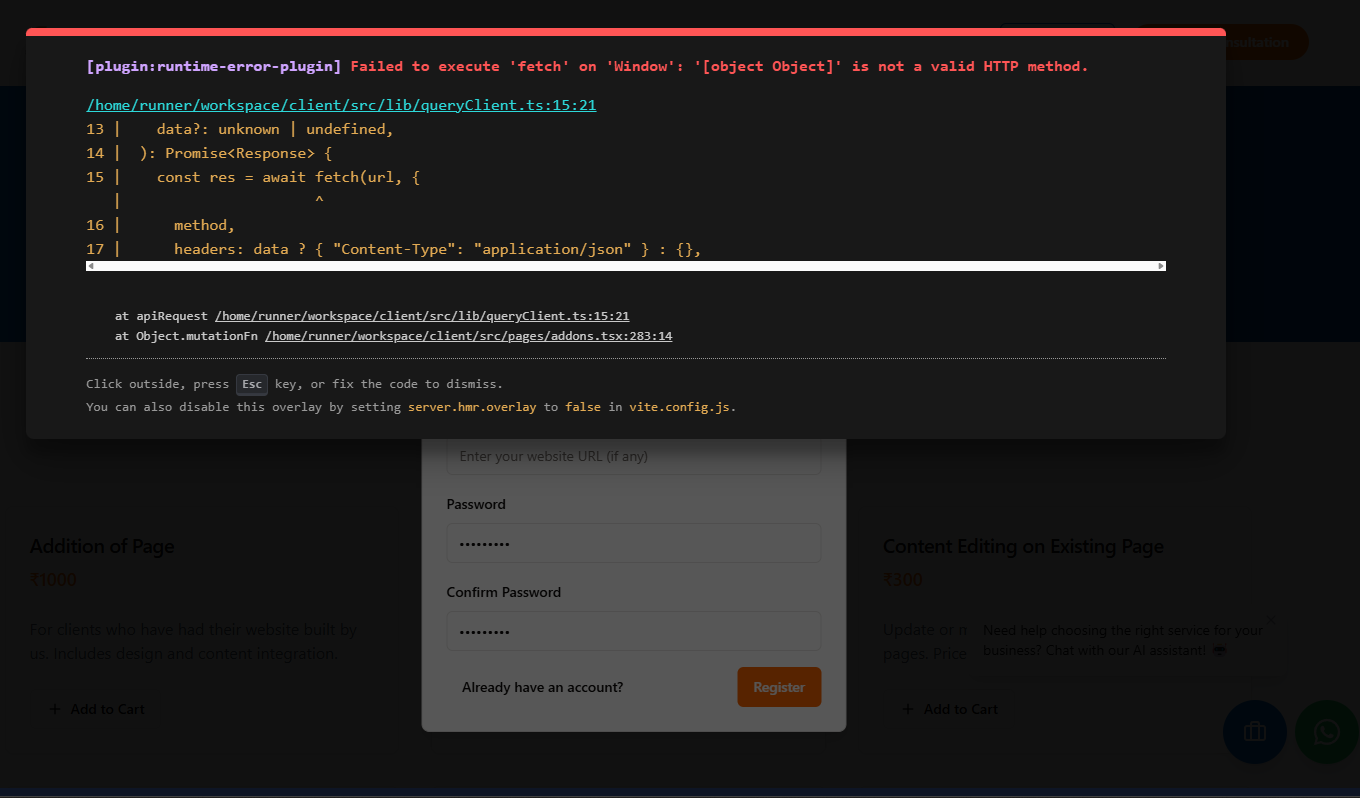 [plugin:runtime-error-plugin] Failed to execute 'fetch' on 'Window': '[object Object]' is not a valid HTTP method.
/home/runner/workspace/client/src/lib/queryClient.ts:15:21
13 | data?: unknown | undefined,
14 | ): Promise<Response> {
15 | const res = await fetch(url, {
| ^
16 | method,
17 | headers: data ? { "Content-Type": "application/json" } : {},
at apiRequest /home/runner/workspace/client/src/lib/queryClient.ts:15:21
at Object.mutationFn /home/runner/workspace/client/src/pages/addons.tsx:283:14
Click outside, press Esc key, or fix the code to dismiss.
You can also disable this overlay by setting server.hmr.overlay to false in vite.config.js.
Enter your website URL (if any)
Password
•••••••••
Confirm Password
•••••••••
Already have an account?
Register
Addition of Page
₹1000
For clients who have had their website built by
us. Includes design and content integration.
+ Add to Cart
Content Editing on Existing Page
₹300
Update or
pages. Price
+ Add to Cart
Need help choosing the right service for your
business? Chat with our AI assistant!